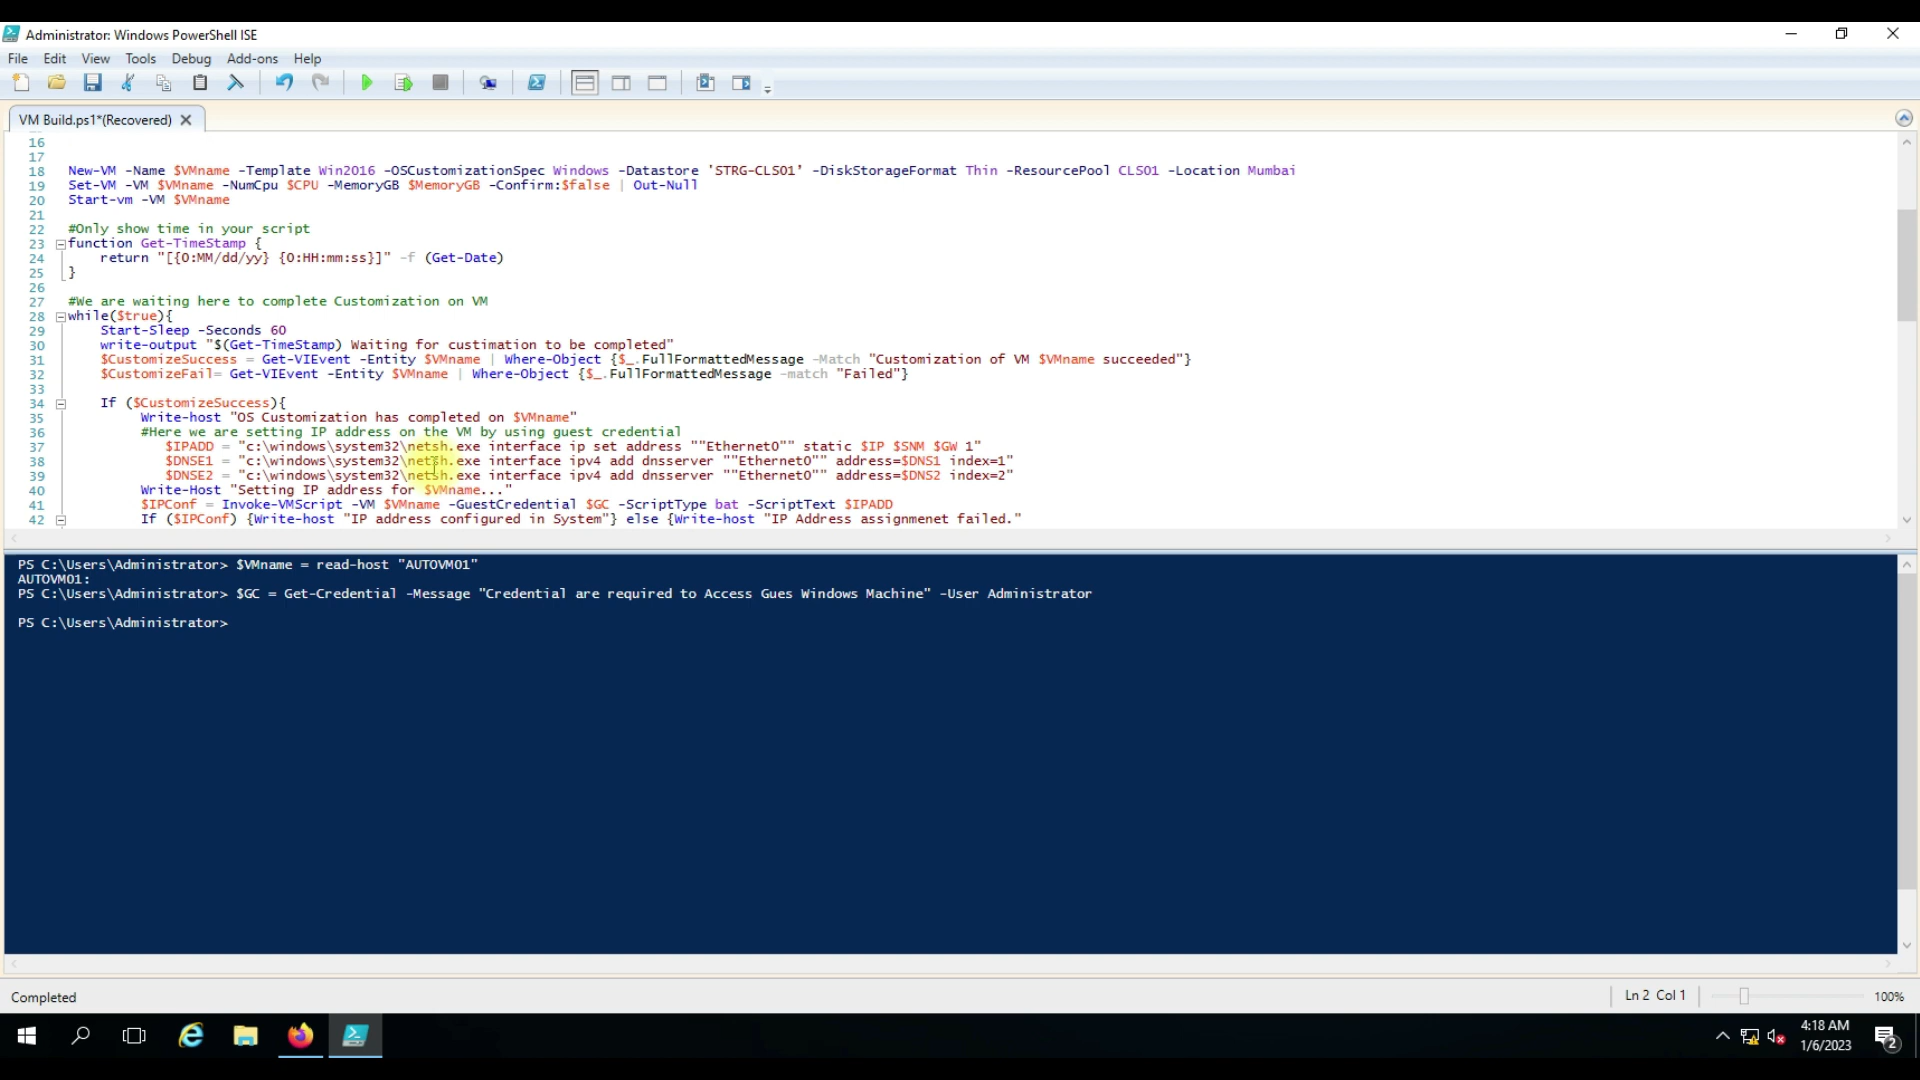 Administrator: Windows PowerShell ISE
File Edit View Tools Debug Add-ons Help
VM Build.ps1*(Recovered)
16
17
18 New-VM -Name $VMname -Template Win2016 -OSCustomizationSpec Windows -Datastore 'STRG-CLS01' -DiskStorageFormat Thin -ResourcePool CLS01 -Location Mumbai
19 Set-VM -VM $VMname -NumCpu $CPU -MemoryGB $MemoryGB -Confirm:$false | Out-Null
20 Start-vm -VM $VMname
21
22 #Only show time in your script
23 function Get-TimeStamp {
24 return "[{0:MM/dd/yy} {0:HH:mm:ss}]" -f (Get-Date)
25 }
26
27 #We are waiting here to complete Customization on VM
28 while($true){
29 Start-Sleep -Seconds 60
30 write-output "$(Get-TimeStamp) Waiting for custimation to be completed"
31 $CustomizeSuccess = Get-VIEvent -Entity $VMname | Where-Object {$_.FullFormattedMessage -Match "Customization of VM $VMname succeeded"}
32 $CustomizeFail= Get-VIEvent -Entity $VMname | Where-Object {$_.FullFormattedMessage -match "Failed"}
33
34 If ($CustomizeSuccess){
35 Write-host "OS Customization has completed on $VMname"
36 #Here we are setting IP address on the VM by using guest credential
37 $IPADD = "c:\windows\system32\netsh.exe interface ip set address ""Ethernet0"" static $IP $SNM $GW 1"
38 $DNSE1 = "c:\windows\system32\netsh.exe interface ipv4 add dnsserver ""Ethernet0"" address=$DNS1 index=1"
39 $DNSE2 = "c:\windows\system32\netsh.exe interface ipv4 add dnsserver ""Ethernet0"" address=$DNS2 index=2"
40 Write-Host "Setting IP address for $VMname..."
41 $IPConf = Invoke-VMScript -VM $VMname -GuestCredential $GC -ScriptType bat -ScriptText $IPADD
42 If ($IPConf) {Write-host "IP address configured in System"} else {Write-host "IP Address assignmenet failed."
PS C:\Users\Administrator> $VMname = read-host "AUTOVM01"
AUTOVM01:
PS C:\Users\Administrator> $GC = Get-Credential -Message "Credential are required to Access Gues Windows Machine" -User Administrator
PS C:\Users\Administrator>
Completed
Ln 2 Col 1
100%
4:18 AM
1/6/2023
2